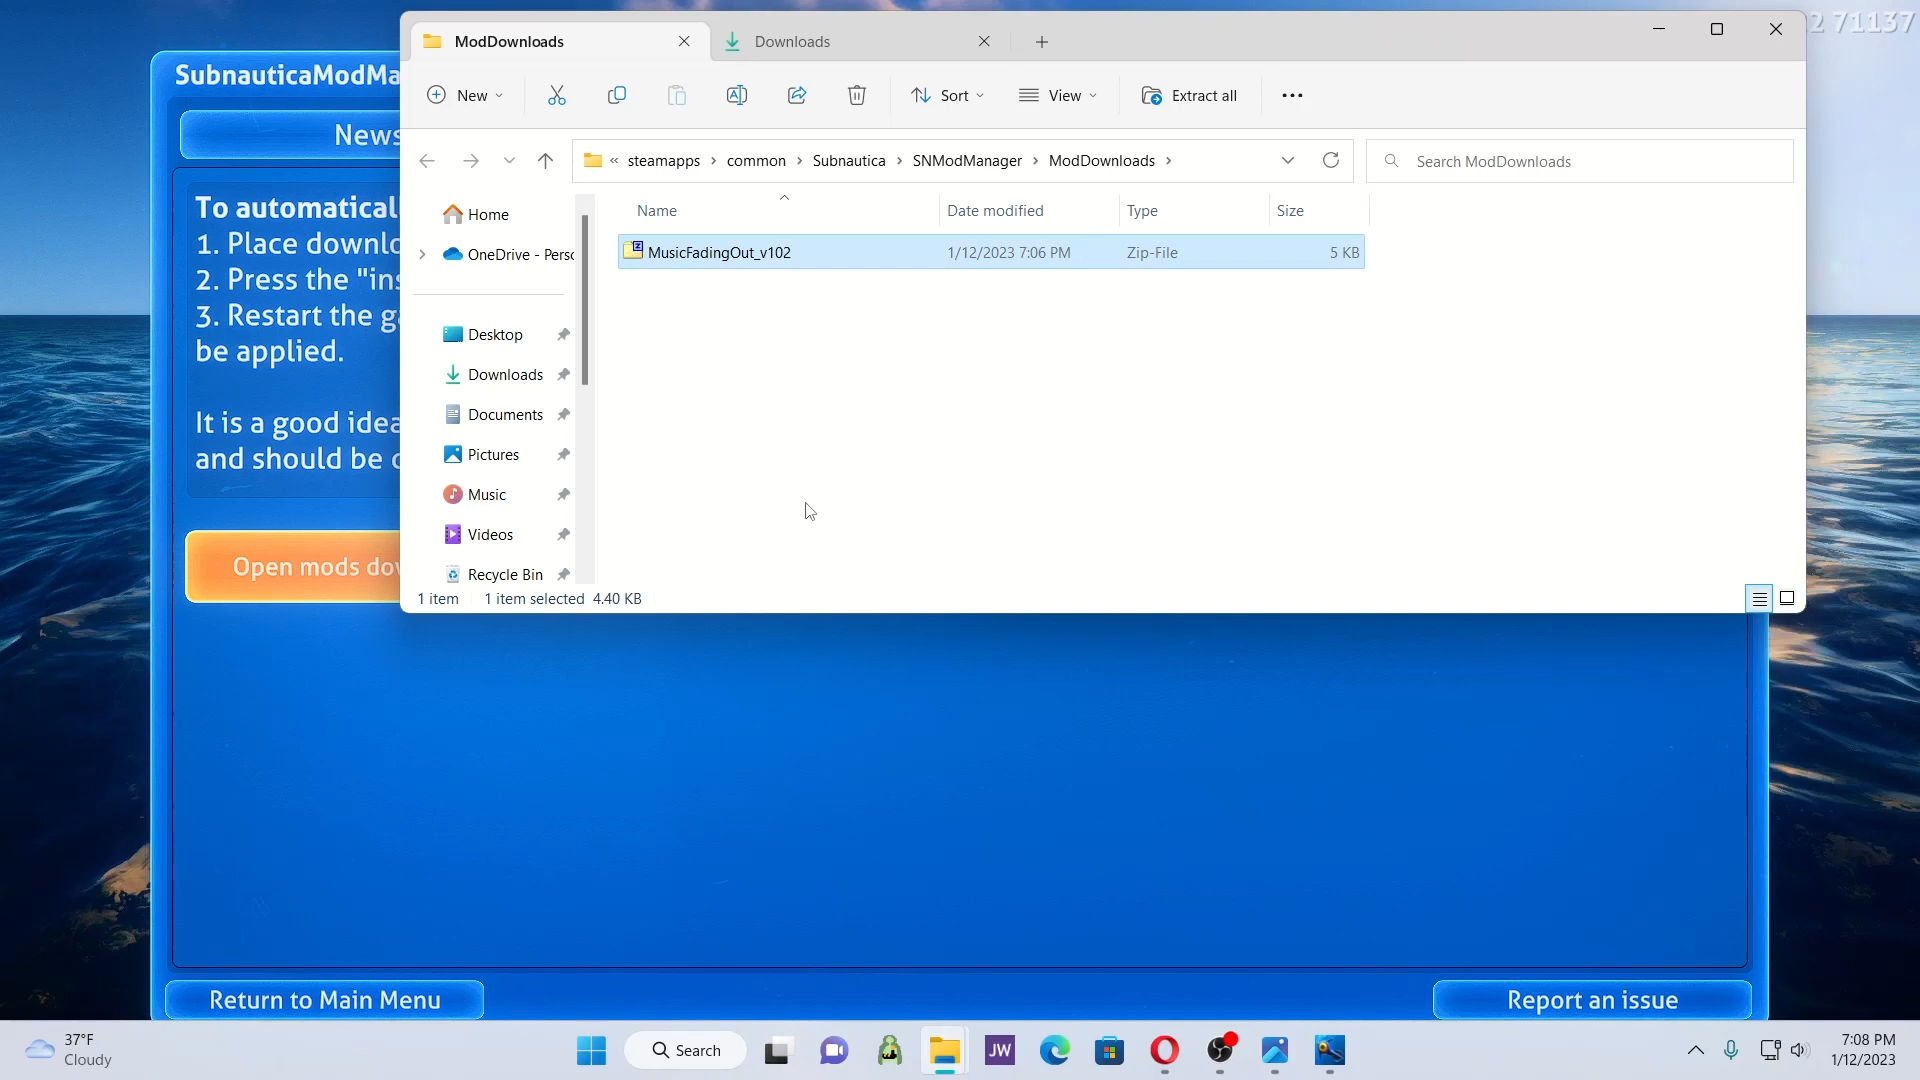 ModDownloads
Downloads
2 71137
SubnauticaModMa
New
Sort
View
Extract all
News
« steamapps > common > Subnautica > SNModManager > ModDownloads >
Search ModDownloads
Home
OneDrive - Perso
Desktop
Downloads
Documents
Pictures
Music
Videos
Recycle Bin
Name Date modified Type Size
MusicFadingOut_v102 1/12/2023 7:06 PM Zip-File 5 KB
1 item 1 item selected 4.40 KB
To automatical
1. Place downlo
2. Press the "ins
3. Restart the ga
be applied.
It is a good idea
and should be
Open mods dow
Return to Main Menu
Report an issue
37°F
Cloudy
Search
JW
7:08 PM
1/12/2023